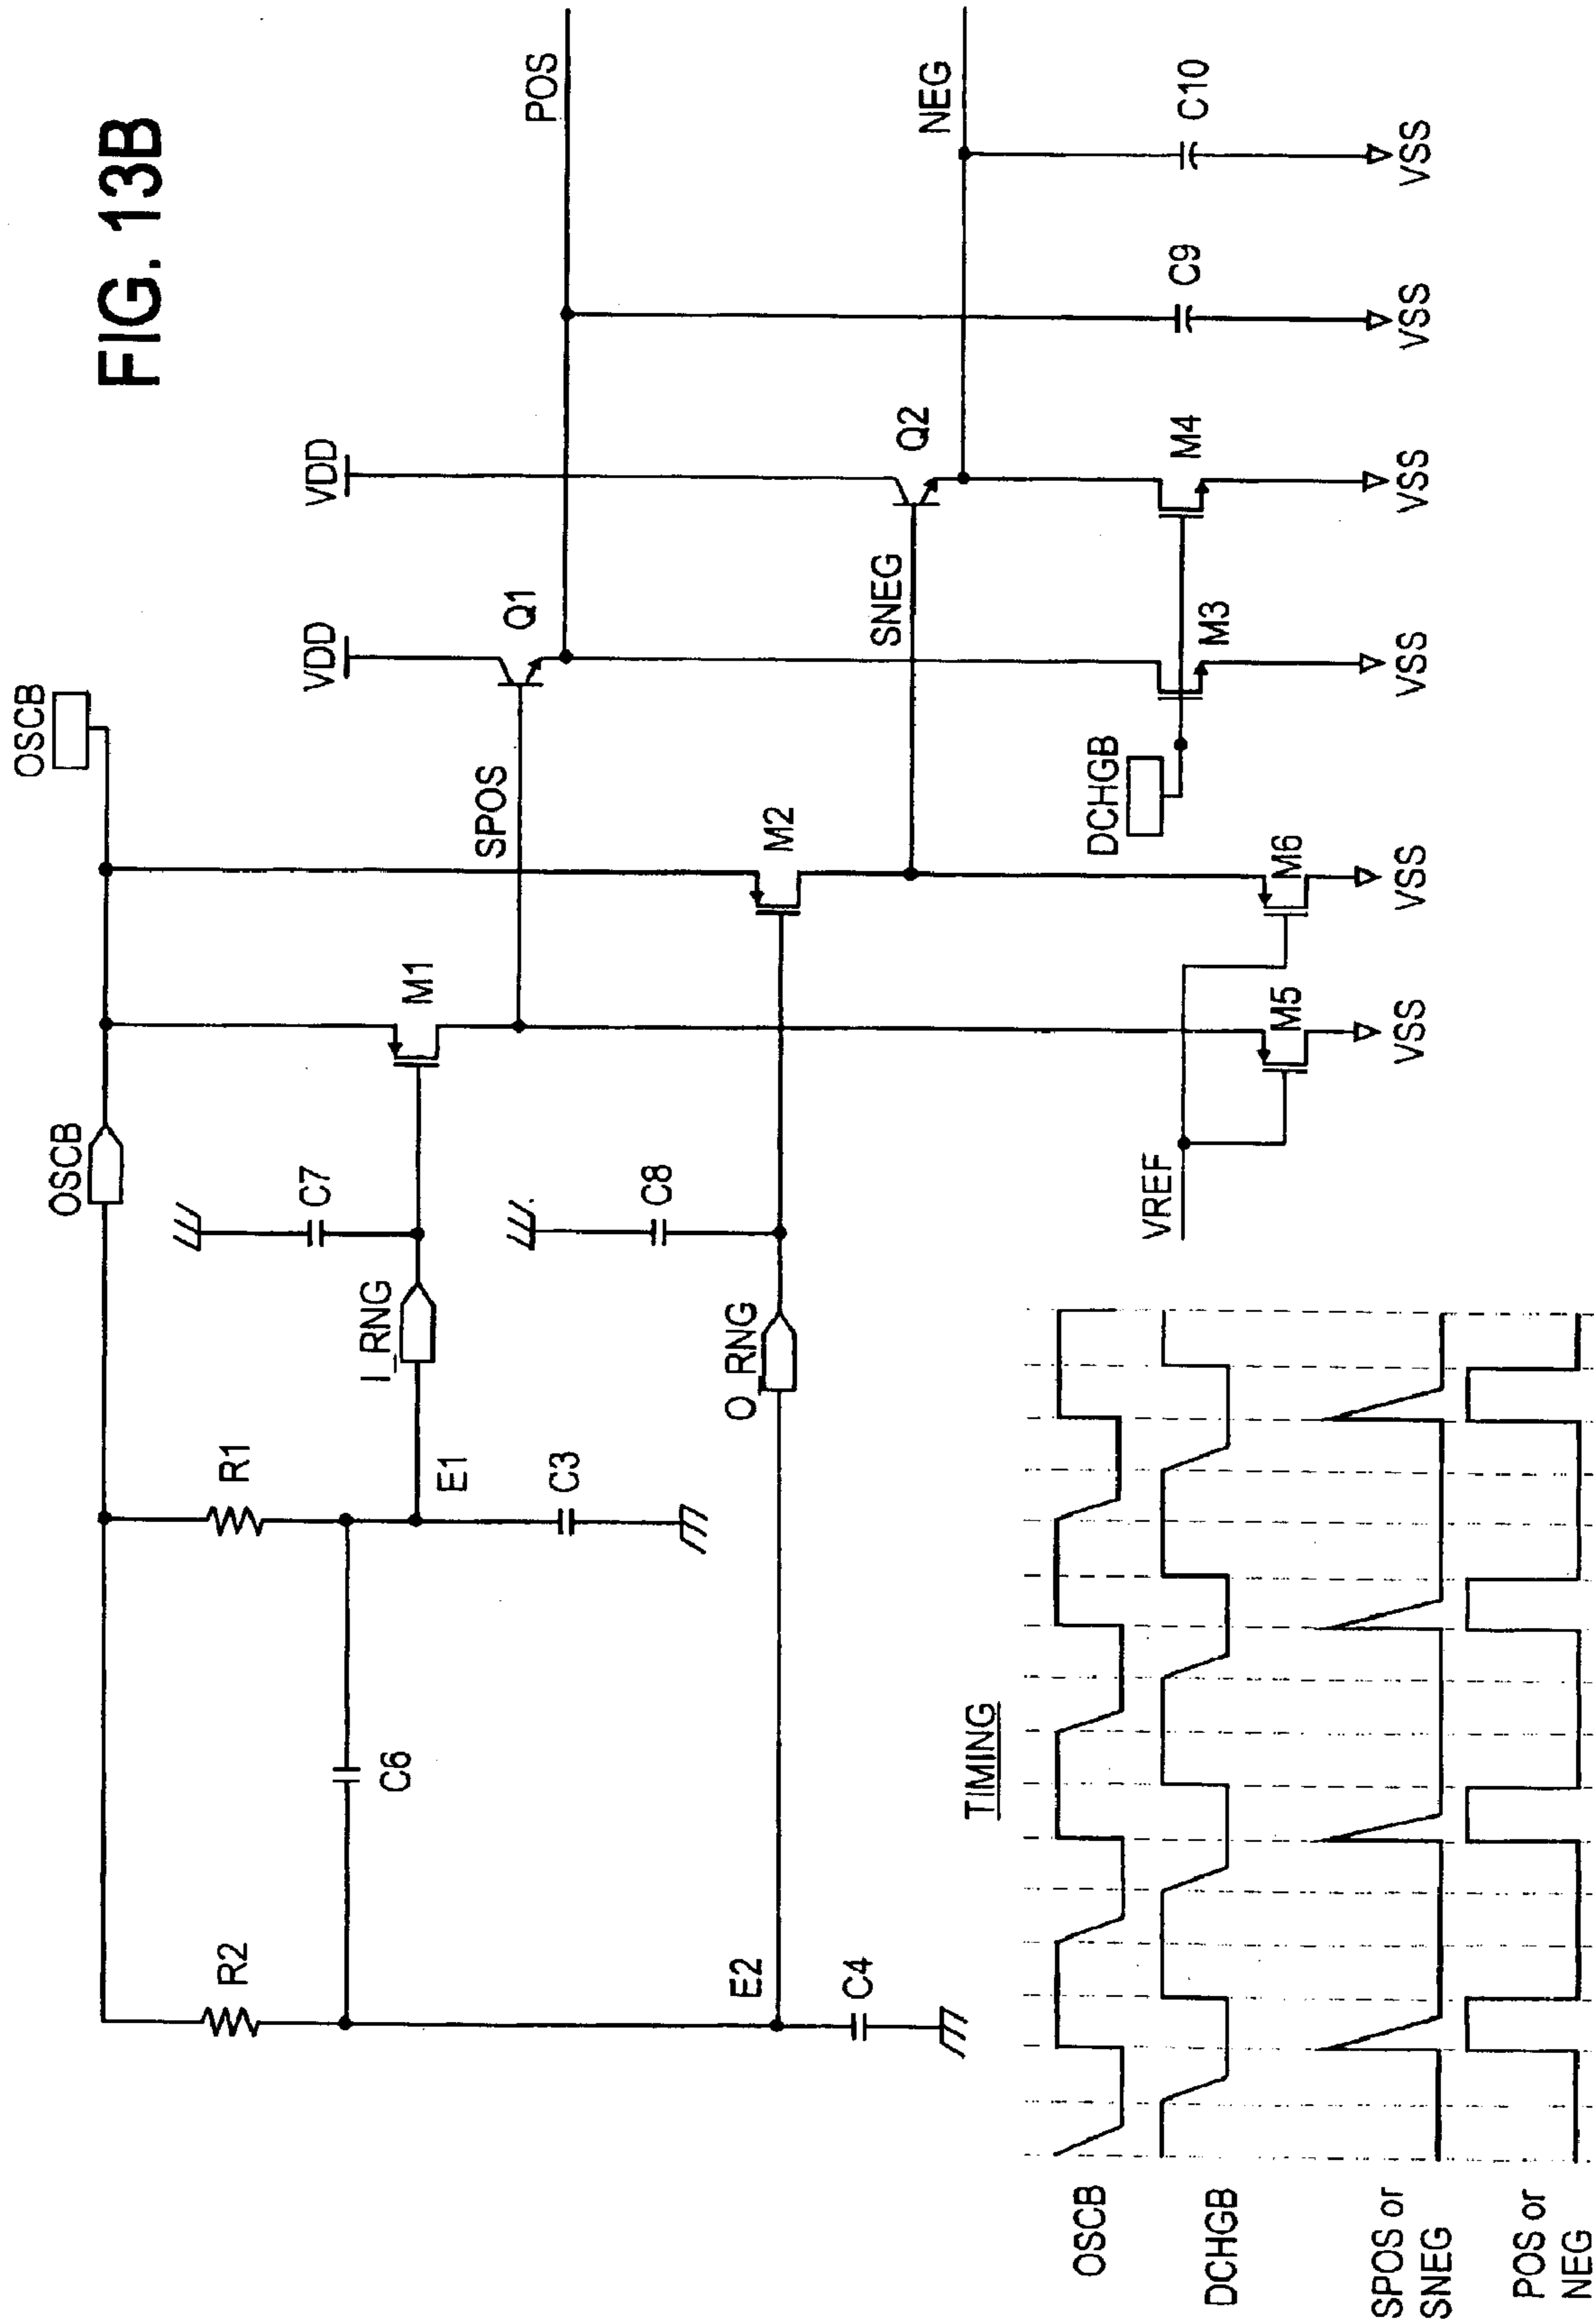 FIG. 13B
OSCB
OSCB
VDD
VDD
POS
R2
R1
I_RNG
C7
M1
SPOS
Q1
C6
E1
C3
C8
O_RNG
M2
SNEG
Q2
NEG
E2
C4
VREF
M5
M6
DCHGB
M3
M4
C9
C10
VSS
VSS
VSS
VSS
VSS
VSS
TIMING
OSCB
DCHGB
SPOS or
SNEG
POS or
NEG